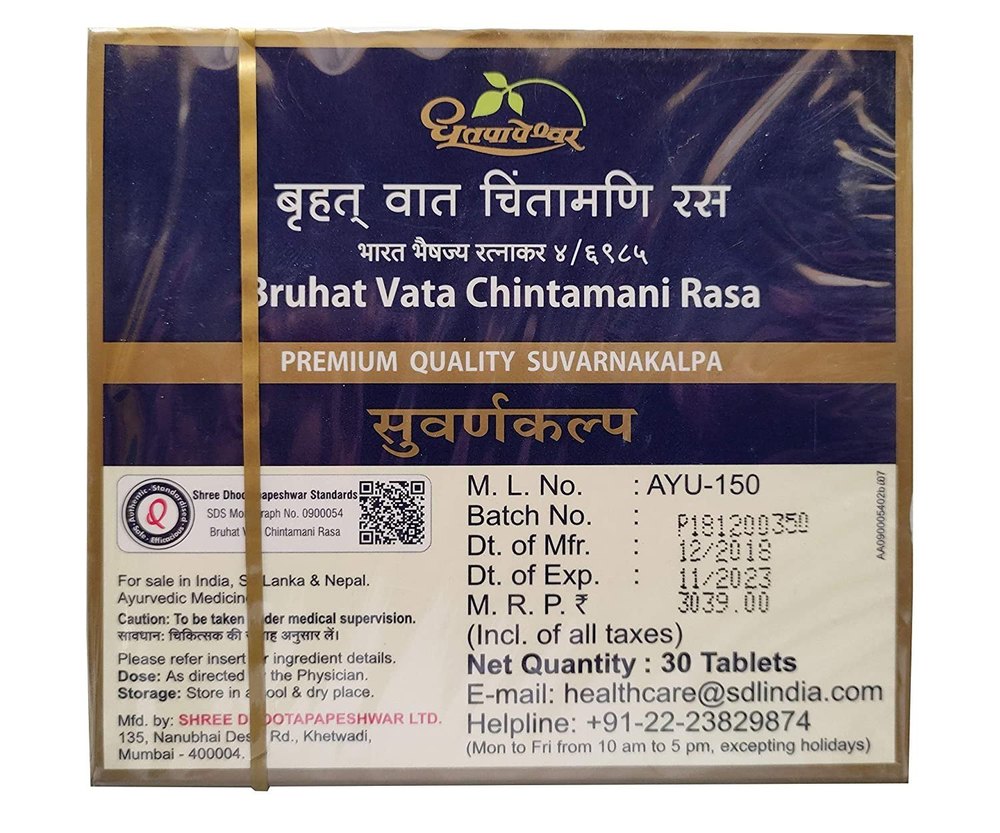 धूतपापेश्वर
बृहत् वात चिंतामणि रस
भारत भैषज्य रत्नाकर ४/६९८५
Bruhat Vata Chintamani Rasa
PREMIUM QUALITY SUVARNAKALPA
सुवर्णकल्प
Authentic - Standardised
Safe - Efficacious
Shree Dhootapapeshwar Standards
SDS Monograph No. 0900054
Bruhat Vata Chintamani Rasa
For sale in India, Sri Lanka & Nepal.
Ayurvedic Medicine
Caution: To be taken under medical supervision.
सावधान: चिकित्सक की सलाह अनुसार लें।
Please refer insert for ingredient details.
Dose: As directed by the Physician.
Storage: Store in a cool & dry place.
Mfd. by: SHREE DHOOTAPAPESHWAR LTD.
135, Nanubhai Desai Rd., Khetwadi,
Mumbai - 400004.
M. L. No. : AYU-150
Batch No. : P181200350
Dt. of Mfr. : 12/2018
Dt. of Exp. : 11/2023
M. R. P. ₹ 3039.00
(Incl. of all taxes)
Net Quantity : 30 Tablets
E-mail: healthcare@sdlindia.com
Helpline: +91-22-23829874
(Mon to Fri from 10 am to 5 pm, excepting holidays)